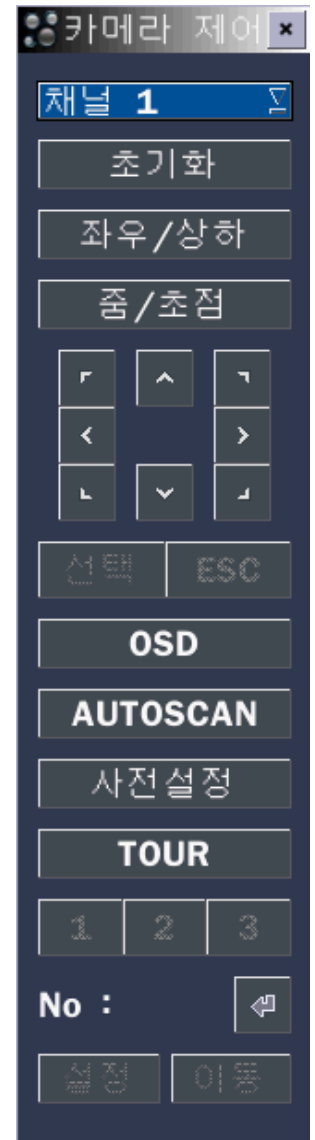 카메라 제어
채널 1
초기화
좌우/상하
줌/초점
선택 ESC
OSD
AUTOSCAN
사전설정
TOUR
1 2 3
No :
설정 이동